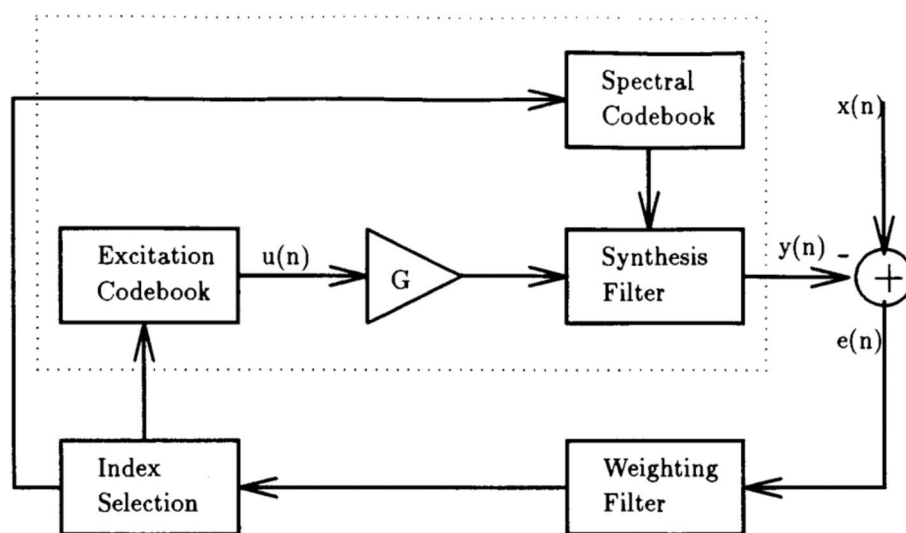 Spectral
Codebook
x(n)
Excitation
Codebook
u(n)
G
Synthesis
Filter
y(n)
-
+
e(n)
Index
Selection
Weighting
Filter